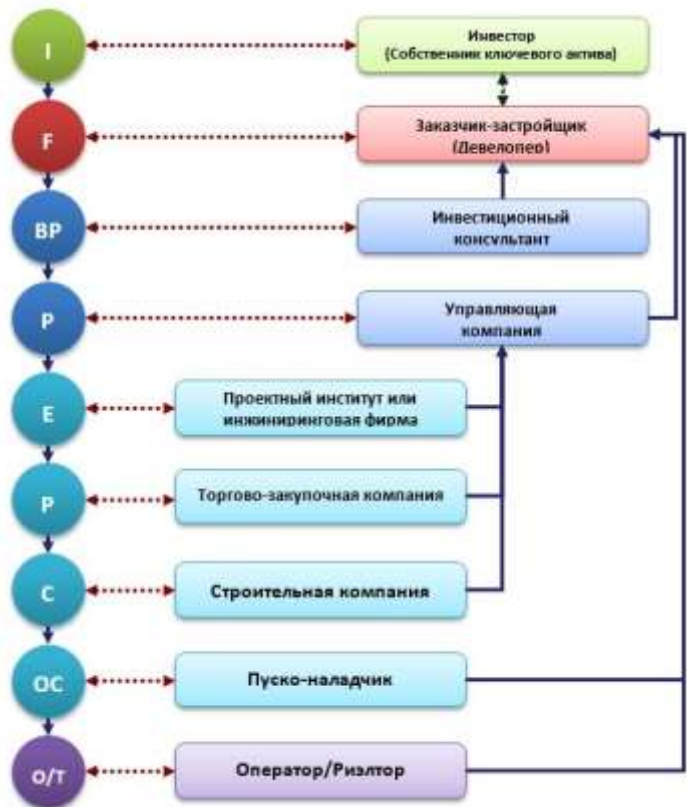 I
Инвестор
(Собственник ключевого актива)
F
Заказчик-застройщик
(Девелопер)
BP
Инвестиционный
консультант
P
Управляющая
компания
E
Проектный институт или
инжиниринговая фирма
P
Торгово-закупочная компания
C
Строительная компания
OC
Пуско-наладчик
O/T
Оператор/Риэлтор